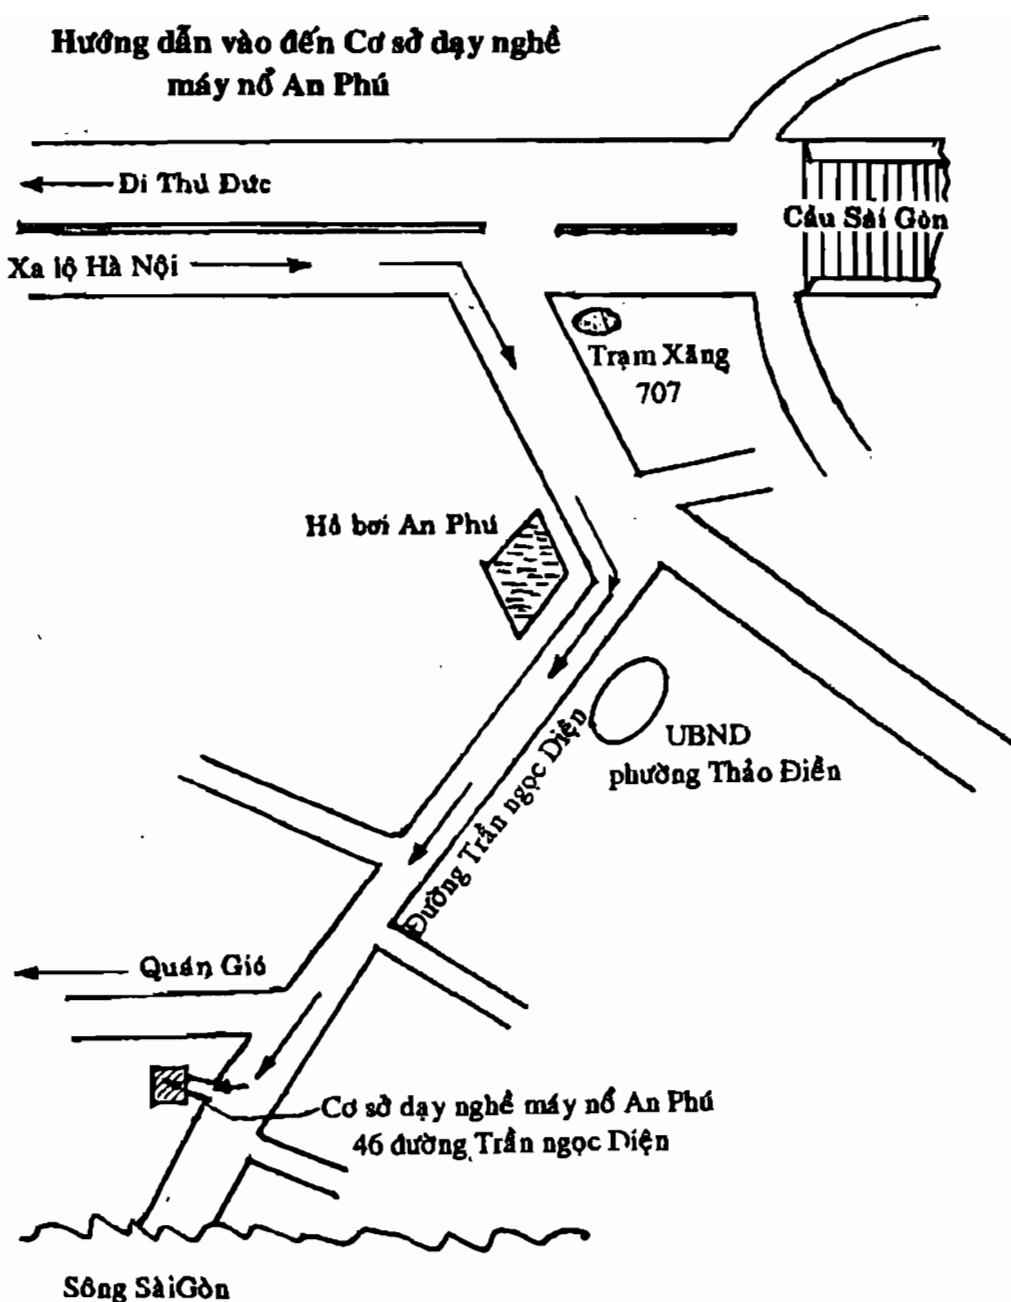 Hướng dẫn vào đến Cơ sở dạy nghề
máy nổ An Phú
Đi Thủ Đức
Cầu Sài Gòn
Xa lộ Hà Nội
Trạm Xăng
707
Hồ bơi An Phú
UBND
phường Thảo Điền
Đường Trần ngọc Diện
Quán Gió
Cơ sở dạy nghề máy nổ An Phú
46 đường Trần ngọc Diện
Sông SàiGòn